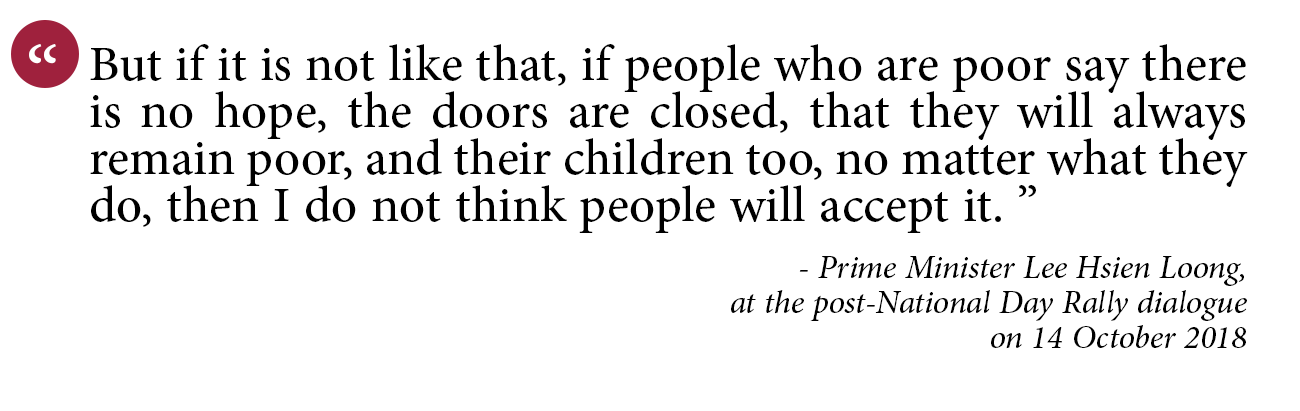 “ But if it is not like that, if people who are poor say there
is no hope, the doors are closed, that they will always
remain poor, and their children too, no matter what they
do, then I do not think people will accept it. ”
- Prime Minister Lee Hsien Loong,
at the post-National Day Rally dialogue
on 14 October 2018